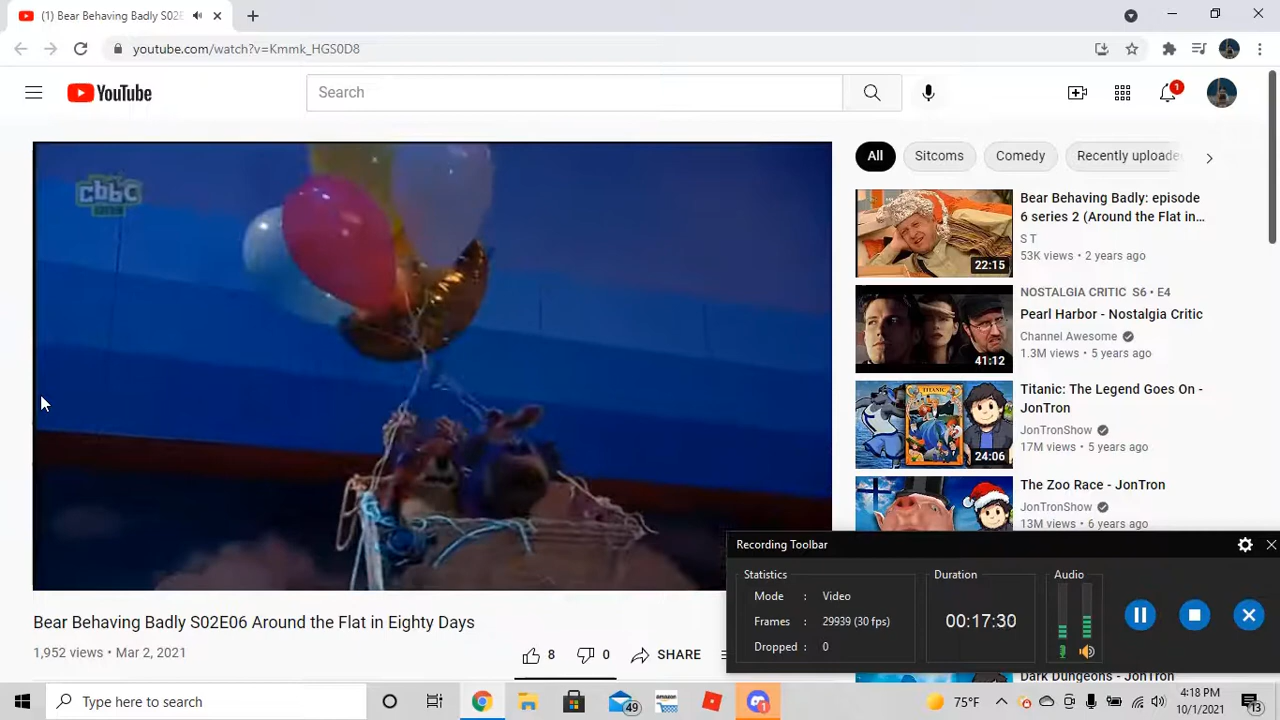 (1) Bear Behaving Badly S02E
youtube.com/watch?v=Kmmk_HGS0D8
YouTube
Search
1
cbbc
All
Sitcoms
Comedy
Recently uploade
Bear Behaving Badly: episode
6 series 2 (Around the Flat in...
S T
53K views • 2 years ago
22:15
NOSTALGIA CRITIC S6 • E4
Pearl Harbor - Nostalgia Critic
Channel Awesome
1.3M views • 5 years ago
41:12
Titanic: The Legend Goes On -
JonTron
JonTronShow
17M views • 5 years ago
TITANIC
24:06
The Zoo Race - JonTron
JonTronShow
13M views • 6 years ago
Recording Toolbar
Statistics
Mode : Video
Frames : 29939 (30 fps)
Dropped : 0
Duration
00:17:30
Audio
Bear Behaving Badly S02E06 Around the Flat in Eighty Days
1,952 views • Mar 2, 2021
8
0
SHARE
Dark Dungeons - JonTron
Type here to search
49
amazon
1
75°F
4:18 PM
10/1/2021
13